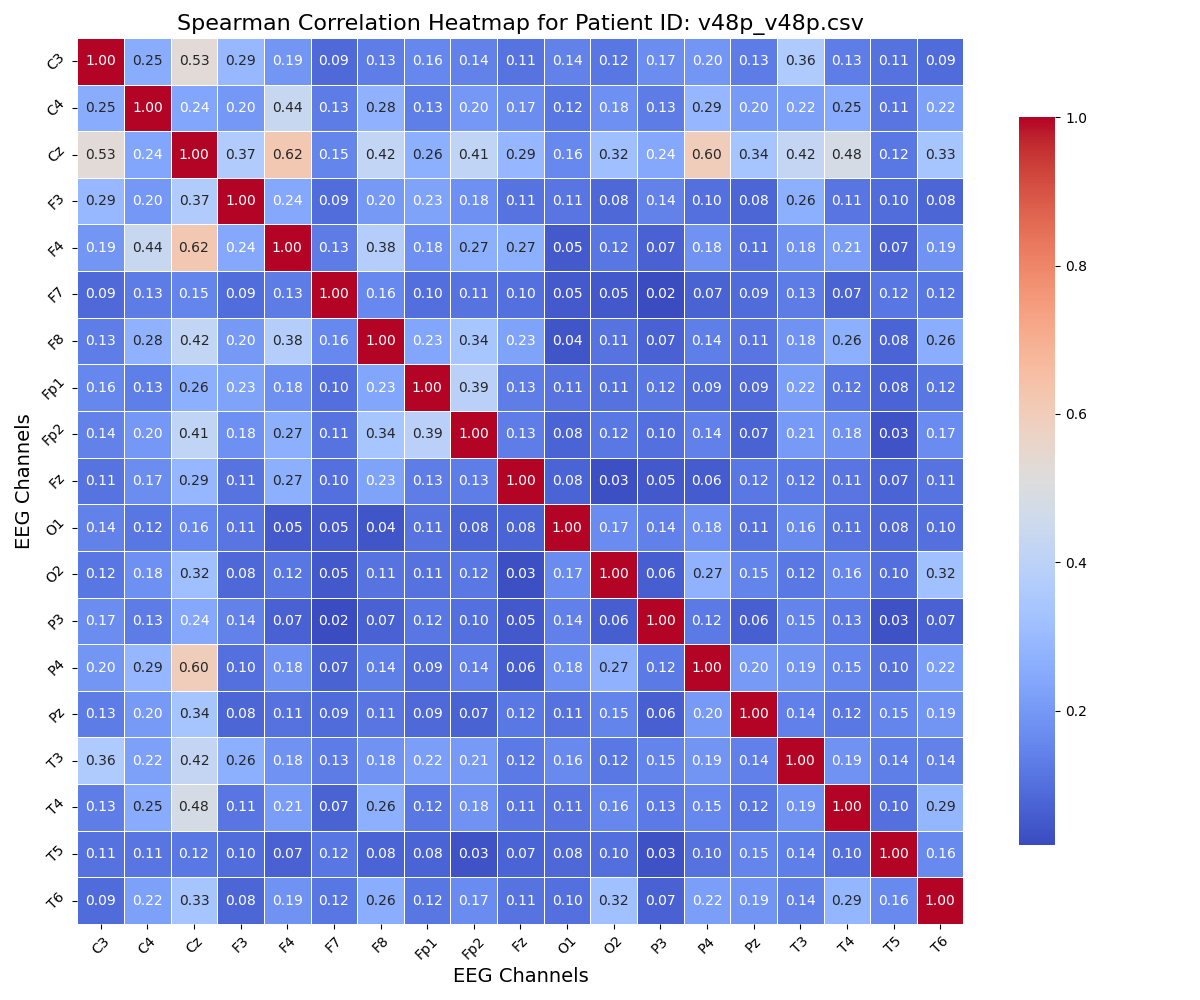 Spearman Correlation Heatmap for Patient ID: v48p_v48p.csv
C3 1.00 0.25 0.53 0.29 0.19 0.09 0.13 0.16 0.14 0.11 0.14 0.12 0.17 0.20 0.13 0.36 0.13 0.11 0.09
C4 0.25 1.00 0.24 0.20 0.44 0.13 0.28 0.13 0.20 0.17 0.12 0.18 0.13 0.29 0.20 0.22 0.25 0.11 0.22
Cz 0.53 0.24 1.00 0.37 0.62 0.15 0.42 0.26 0.41 0.29 0.16 0.32 0.24 0.60 0.34 0.42 0.48 0.12 0.33
F3 0.29 0.20 0.37 1.00 0.24 0.09 0.20 0.23 0.18 0.11 0.11 0.08 0.14 0.10 0.08 0.26 0.11 0.10 0.08
F4 0.19 0.44 0.62 0.24 1.00 0.13 0.38 0.18 0.27 0.27 0.05 0.12 0.07 0.18 0.11 0.18 0.21 0.07 0.19
F7 0.09 0.13 0.15 0.09 0.13 1.00 0.16 0.10 0.11 0.10 0.05 0.05 0.02 0.07 0.09 0.13 0.07 0.12 0.12
F8 0.13 0.28 0.42 0.20 0.38 0.16 1.00 0.23 0.34 0.23 0.04 0.11 0.07 0.14 0.11 0.18 0.26 0.08 0.26
Fp1 0.16 0.13 0.26 0.23 0.18 0.10 0.23 1.00 0.39 0.13 0.11 0.11 0.12 0.09 0.09 0.22 0.12 0.08 0.12
Fp2 0.14 0.20 0.41 0.18 0.27 0.11 0.34 0.39 1.00 0.13 0.08 0.12 0.10 0.14 0.07 0.21 0.18 0.03 0.17
Fz 0.11 0.17 0.29 0.11 0.27 0.10 0.23 0.13 0.13 1.00 0.08 0.03 0.05 0.06 0.12 0.12 0.11 0.07 0.11
O1 0.14 0.12 0.16 0.11 0.05 0.05 0.04 0.11 0.08 0.08 1.00 0.17 0.14 0.18 0.11 0.16 0.11 0.08 0.10
O2 0.12 0.18 0.32 0.08 0.12 0.05 0.11 0.11 0.12 0.03 0.17 1.00 0.06 0.27 0.15 0.12 0.16 0.10 0.32
P3 0.17 0.13 0.24 0.14 0.07 0.02 0.07 0.12 0.10 0.05 0.14 0.06 1.00 0.12 0.06 0.15 0.13 0.03 0.07
P4 0.20 0.29 0.60 0.10 0.18 0.07 0.14 0.09 0.14 0.06 0.18 0.27 0.12 1.00 0.20 0.19 0.15 0.10 0.22
Pz 0.13 0.20 0.34 0.08 0.11 0.09 0.11 0.09 0.07 0.12 0.11 0.15 0.06 0.20 1.00 0.14 0.12 0.15 0.19
T3 0.36 0.22 0.42 0.26 0.18 0.13 0.18 0.22 0.21 0.12 0.16 0.12 0.15 0.19 0.14 1.00 0.19 0.14 0.14
T4 0.13 0.25 0.48 0.11 0.21 0.07 0.26 0.12 0.18 0.11 0.11 0.16 0.13 0.15 0.12 0.19 1.00 0.10 0.29
T5 0.11 0.11 0.12 0.10 0.07 0.12 0.08 0.08 0.03 0.07 0.08 0.10 0.03 0.10 0.15 0.14 0.10 1.00 0.16
T6 0.09 0.22 0.33 0.08 0.19 0.12 0.26 0.12 0.17 0.11 0.10 0.32 0.07 0.22 0.19 0.14 0.29 0.16 1.00
C3 C4 Cz F3 F4 F7 F8 Fp1 Fp2 Fz O1 O2 P3 P4 Pz T3 T4 T5 T6
EEG Channels
EEG Channels
1.0
0.8
0.6
0.4
0.2